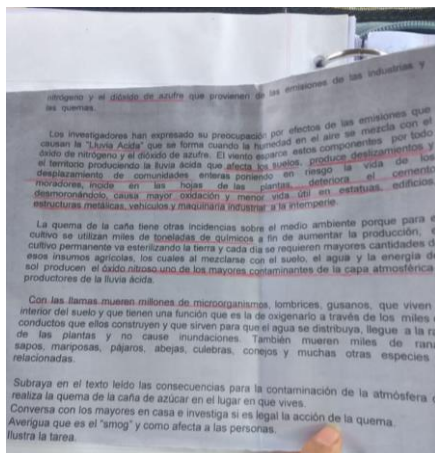 nitrógeno y el dióxido de azufre que provienen de las emisiones de las industrias y
las quemas.
Los investigadores han expresado su preocupación por efectos de las emisiones que
causan la "Lluvia Acida" que se forma cuando la humedad en el aire se mezcla con el
óxido de nitrógeno y el dióxido de azufre. El viento esparce estos componentes por todo
el territorio produciendo la lluvia ácida que afecta los suelos, produce deslizamientos y
desplazamiento de comunidades enteras poniendo en riesgo la vida de los
moradores, incide en las hojas de las plantas, deteriora el cemento
desmoronándolo, causa mayor oxidación y menor vida útil en estatuas, edificios,
estructuras metálicas, vehículos y maquinaria industrial a la intemperie.
La quema de la caña tiene otras incidencias sobre el medio ambiente porque para e
cultivo se utilizan miles de toneladas de químicos a fin de aumentar la producción, e
cultivo permanente va esterilizando la tierra y cada día se requieren mayores cantidades d
esos insumos agrícolas, los cuales al mezclarse con el suelo, el agua y la energía de
sol producen el óxido nitroso uno de los mayores contaminantes de la capa atmosférica
productores de la lluvia ácida.
Con las llamas mueren millones de microorganismos, lombrices, gusanos, que viven
interior del suelo y que tienen una función que es la de oxigenarlo a través de los miles
conductos que ellos construyen y que sirven para que el agua se distribuya, llegue a la ra
de las plantas y no cause inundaciones. También mueren miles de rana
sapos, mariposas, pájaros, abejas, culebras, conejos y muchas otras especies
relacionadas.
Subraya en el texto leído las consecuencias para la contaminación de la atmósfera
realiza la quema de la caña de azúcar en el lugar en que vives.
Conversa con los mayores en casa e investiga si es legal la acción de la quema.
Averigua que es el "smog" y como afecta a las personas.
Ilustra la tarea.